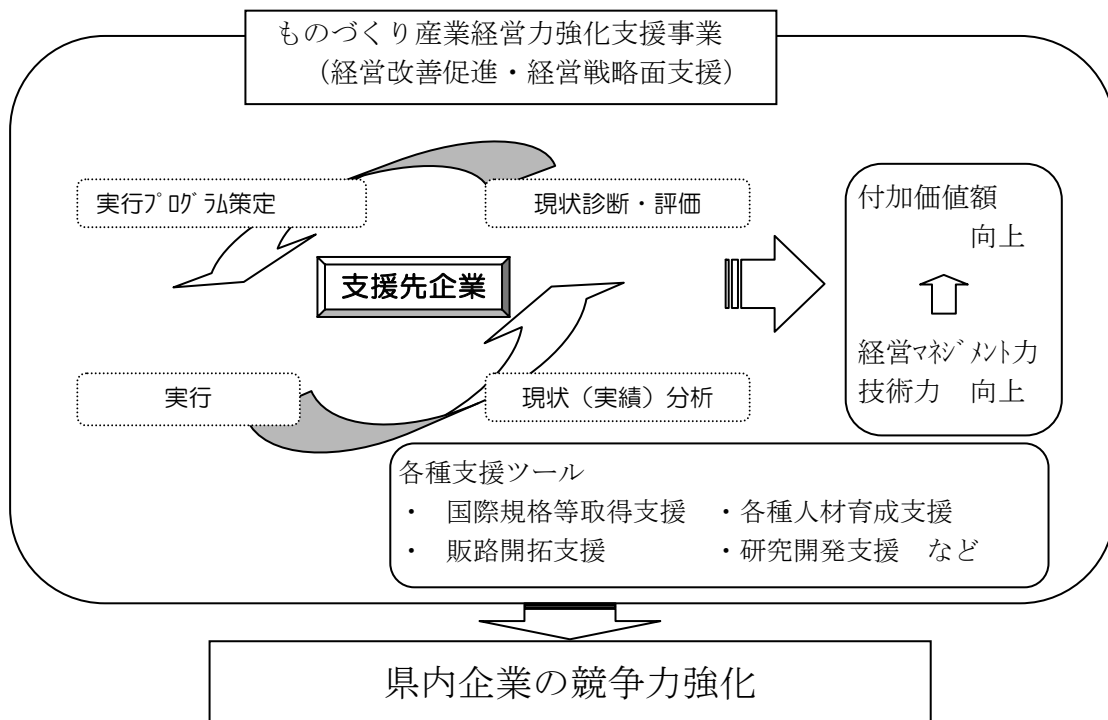 ものづくり産業経営力強化支援事業
（経営改善促進・経営戦略面支援）
実行ﾌﾟﾛｸﾞﾗﾑ策定
現状診断・評価
支援先企業
実行
現状（実績）分析
付加価値額
向上
経営ﾏﾈｼﾞﾒﾝﾄ力
技術力　向上
各種支援ツール
・　国際規格等取得支援　・各種人材育成支援
・　販路開拓支援　・研究開発支援　など
県内企業の競争力強化